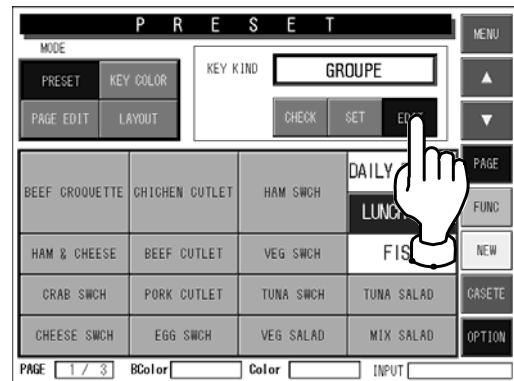 P R E S E T
MENU
MODE
PRESET
KEY COLOR
PAGE EDIT
LAYOUT
KEY KIND
GROUPE
CHECK
SET
PAGE
FUNC
NEW
CASETE
OPTION
BEEF CROQUETTE
CHICHEN CUTLET
HAM SWCH
DAILY
HAM & CHEESE
BEEF CUTLET
VEG SWCH
CRAB SWCH
PORK CUTLET
TUNA SWCH
TUNA SALAD
CHEESE SWCH
EGG SWCH
VEG SALAD
MIX SALAD
PAGE 1 / 3 BColor Color INPUT